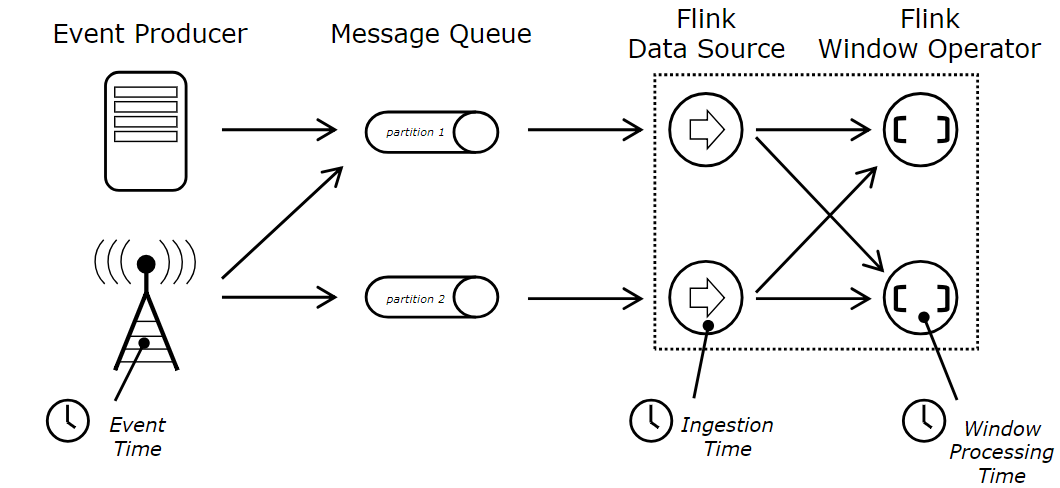 Event Producer
Message Queue
Flink
Data Source
Flink
Window Operator
partition 1
partition 2
Event
Time
Ingestion
Time
Window
Processing
Time